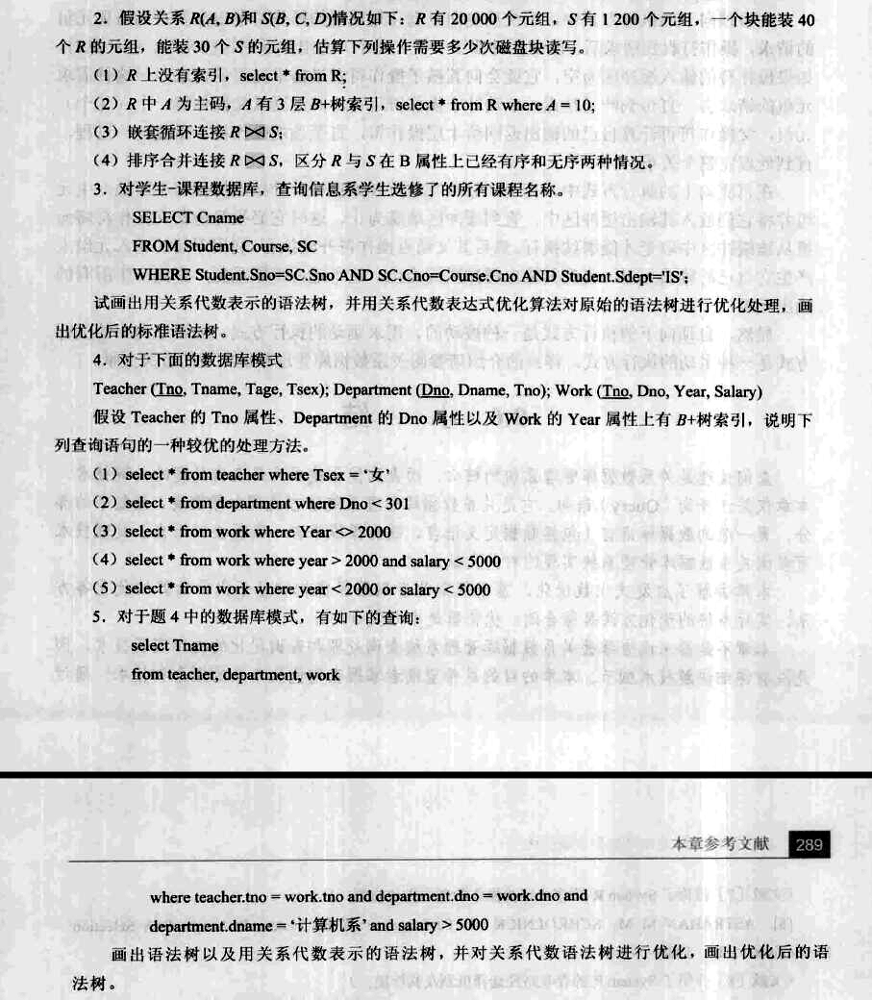 2．假设关系 R(A, B)和 S(B, C, D)情况如下：R 有 20 000 个元组，S 有 1 200 个元组，一个块能装 40
个 R 的元组，能装 30 个 S 的元组，估算下列操作需要多少次磁盘块读写。
（1）R 上没有索引，select * from R;
（2）R 中 A 为主码，A 有 3 层 B+树索引，select * from R where A = 10;
（3）嵌套循环连接 R⋈S;
（4）排序合并连接 R⋈S，区分 R 与 S 在 B 属性上已经有序和无序两种情况。
3．对学生-课程数据库，查询信息系学生选修了的所有课程名称。
SELECT Cname
FROM Student, Course, SC
WHERE Student.Sno=SC.Sno AND SC.Cno=Course.Cno AND Student.Sdept='IS';
试画出用关系代数表示的语法树，并用关系代数表达式优化算法对原始的语法树进行优化处理，画
出优化后的标准语法树。
4．对于下面的数据库模式
Teacher (Tno, Tname, Tage, Tsex); Department (Dno, Dname, Tno); Work (Tno, Dno, Year, Salary)
假设 Teacher 的 Tno 属性、Department 的 Dno 属性以及 Work 的 Year 属性上有 B+树索引，说明下
列查询语句的一种较优的处理方法。
（1）select * from teacher where Tsex = ‘女’
（2）select * from department where Dno < 301
（3）select * from work where Year <> 2000
（4）select * from work where year > 2000 and salary < 5000
（5）select * from work where year < 2000 or salary < 5000
5．对于题 4 中的数据库模式，有如下的查询：
select Tname
from teacher, department, work
本章参考文献 289
where teacher.tno = work.tno and department.dno = work.dno and
department.dname = ‘计算机系’ and salary > 5000
画出语法树以及用关系代数表示的语法树，并对关系代数语法树进行优化，画出优化后的语
法树。